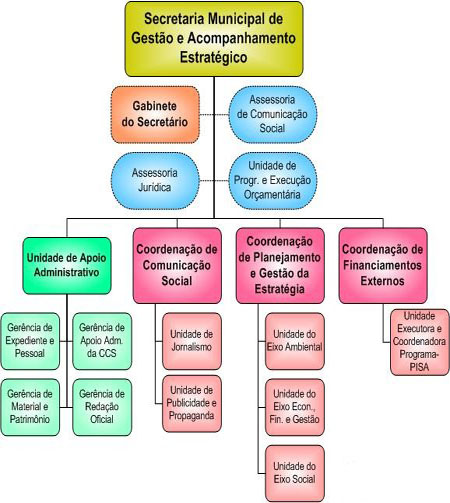 Secretaria Municipal de
Gestão e Acompanhamento
Estratégico
Gabinete
do Secretário
Assessoria
de Comunicação
Social
Assessoria
Jurídica
Unidade de
Progr. e Execução
Orçamentária
Unidade de Apoio
Administrativo
Coordenação de
Comunicação
Social
Coordenação
de Planejamento
e Gestão da
Estratégia
Coordenação de
Financiamentos
Externos
Gerência de
Expediente e
Pessoal
Gerência de
Apoio Adm.
da CCS
Gerência de
Material e
Patrimônio
Gerência de
Redação
Oficial
Unidade de
Jornalismo
Unidade de
Publicidade e
Propaganda
Unidade do
Eixo Ambiental
Unidade do
Eixo Econ.,
Fin. e Gestão
Unidade do
Eixo Social
Unidade
Executora e
Coordenadora
Programa-
PISA